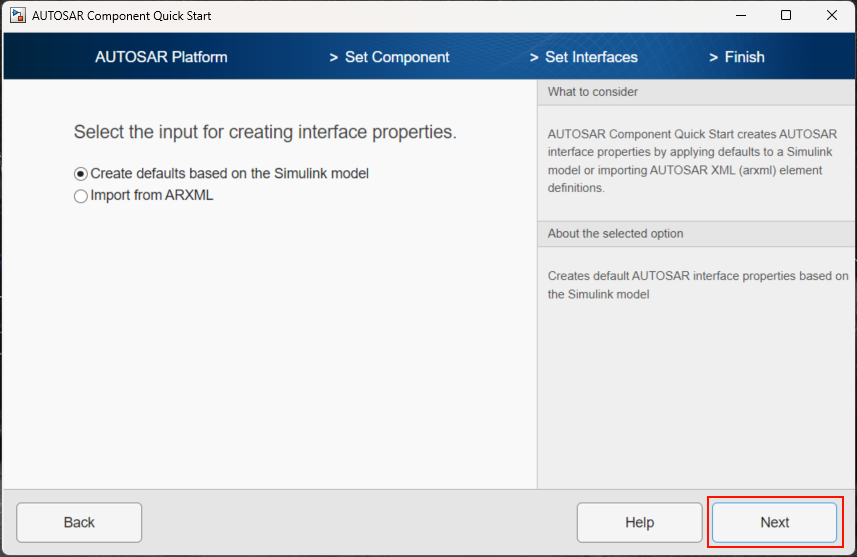 AUTOSAR Component Quick Start
AUTOSAR Platform > Set Component > Set Interfaces > Finish
Select the input for creating interface properties.
Create defaults based on the Simulink model
Import from ARXML
What to consider
AUTOSAR Component Quick Start creates AUTOSAR
interface properties by applying defaults to a Simulink
model or importing AUTOSAR XML (arxml) element
definitions.
About the selected option
Creates default AUTOSAR interface properties based on
the Simulink model
Back
Help
Next